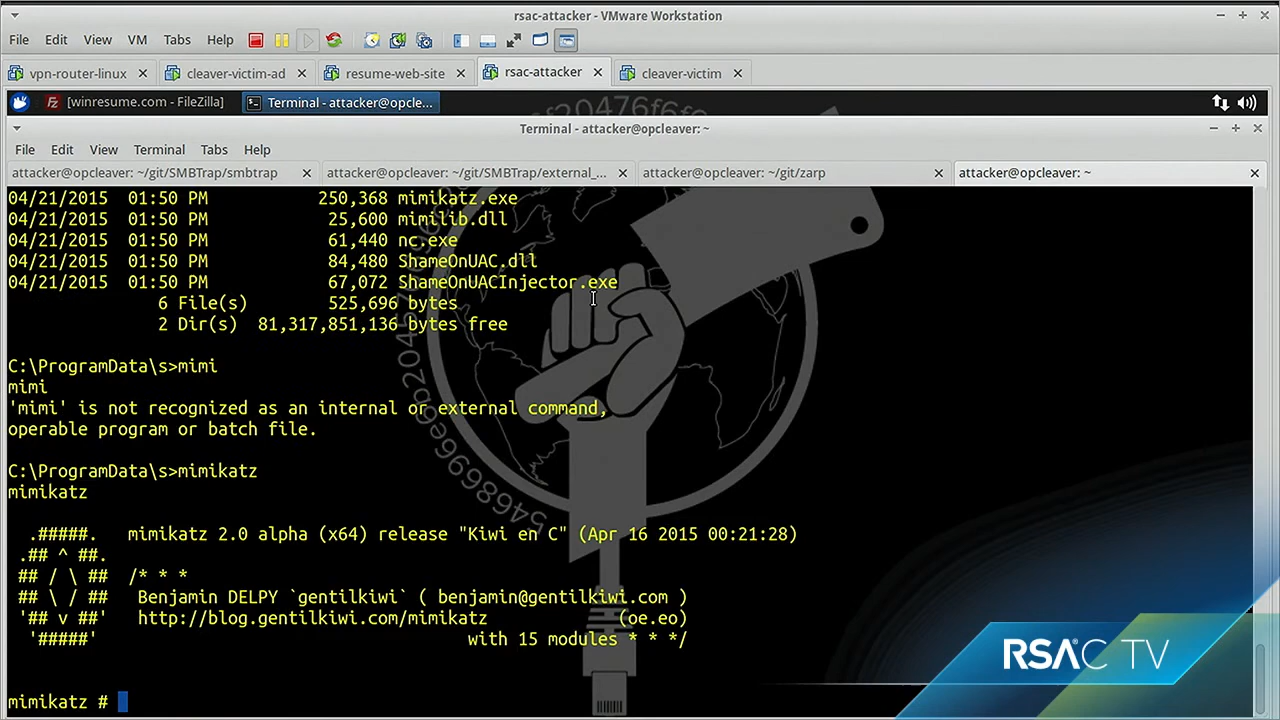 rsac-attacker - VMware Workstation
File Edit View VM Tabs Help
vpn-router-linux cleaver-victim-ad resume-web-site rsac-attacker cleaver-victim
[winresume.com - FileZilla] Terminal - attacker@opcle...
Terminal - attacker@opcleaver: ~
File Edit View Terminal Tabs Help
attacker@opcleaver: ~/git/SMBTrap/smbtrap attacker@opcleaver: ~/git/SMBTrap/external_... attacker@opcleaver: ~/git/zarp attacker@opcleaver: ~
04/21/2015  01:50 PM           250,368 mimikatz.exe
04/21/2015  01:50 PM            25,600 mimilib.dll
04/21/2015  01:50 PM            61,440 nc.exe
04/21/2015  01:50 PM            84,480 ShameOnUAC.dll
04/21/2015  01:50 PM            67,072 ShameOnUACInjector.exe
               6 File(s)        525,696 bytes
               2 Dir(s)  81,317,851,136 bytes free
C:\ProgramData\s>mimi
mimi
'mimi' is not recognized as an internal or external command,
operable program or batch file.
C:\ProgramData\s>mimikatz
mimikatz
  .#####.   mimikatz 2.0 alpha (x64) release "Kiwi en C" (Apr 16 2015 00:21:28)
 .## ^ ##.
 ## / \ ##  /* * *
 ## \ / ##   Benjamin DELPY `gentilkiwi` ( benjamin@gentilkiwi.com )
 '## v ##'   http://blog.gentilkiwi.com/mimikatz             (oe.eo)
  '#####'                                     with 15 modules * * */
mimikatz #
RSAC TV